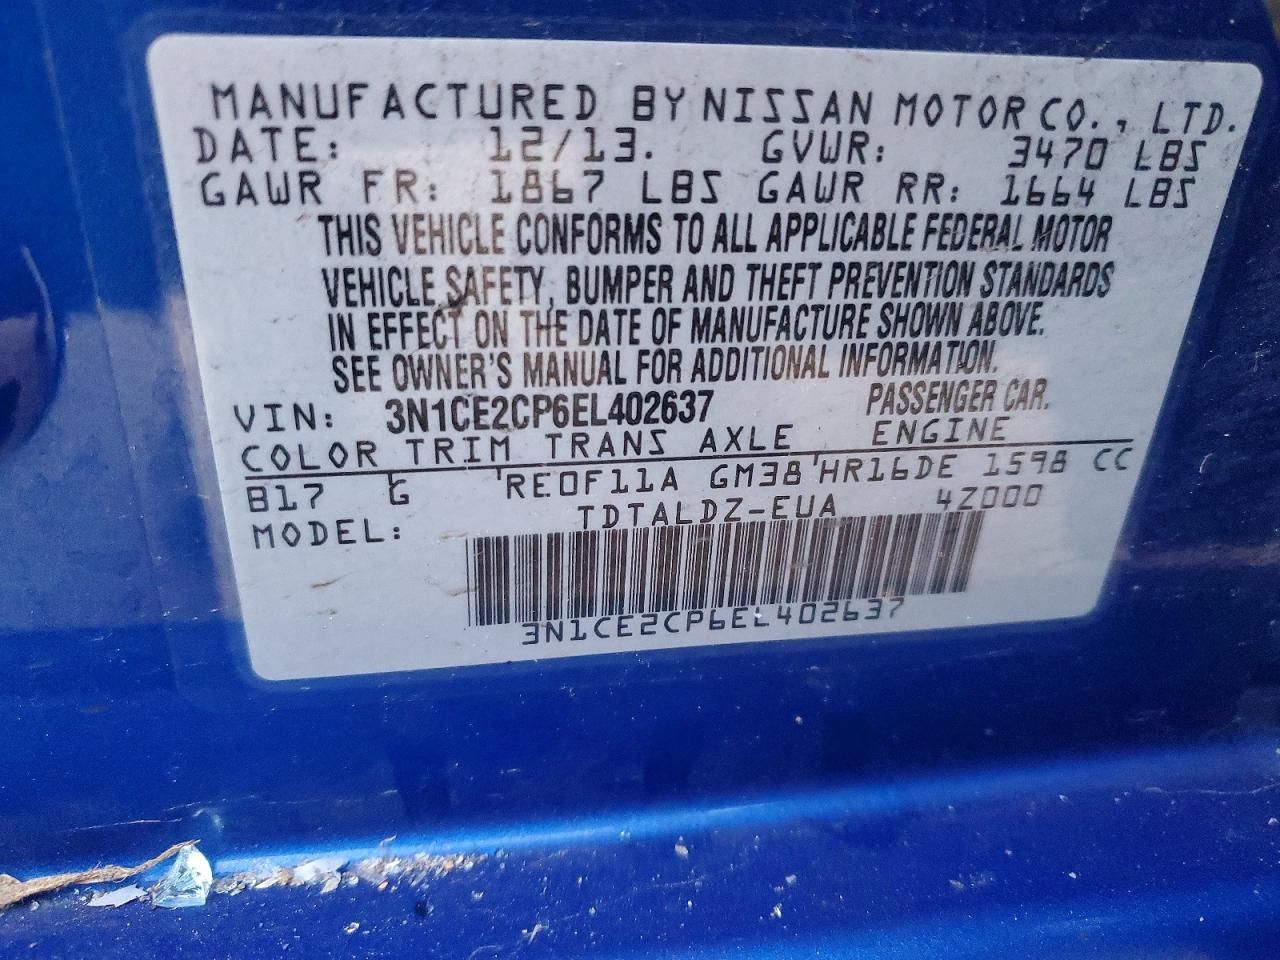 MANUFACTURED BY NISSAN MOTOR CO., LTD.
DATE: 12/13. GVWR: 3470 LBS
GAWR FR: 1867 LBS GAWR RR: 1664 LBS
THIS VEHICLE CONFORMS TO ALL APPLICABLE FEDERAL MOTOR
VEHICLE SAFETY, BUMPER AND THEFT PREVENTION STANDARDS
IN EFFECT ON THE DATE OF MANUFACTURE SHOWN ABOVE.
SEE OWNER'S MANUAL FOR ADDITIONAL INFORMATION.
VIN: 3N1CE2CP6EL402637 PASSENGER CAR.
COLOR TRIM TRANS AXLE ENGINE
B17 G RE0F11A GM38 HR16DE 1598 CC
MODEL: TDTALDZ-EUA 4Z000
3N1CE2CP6EL402637